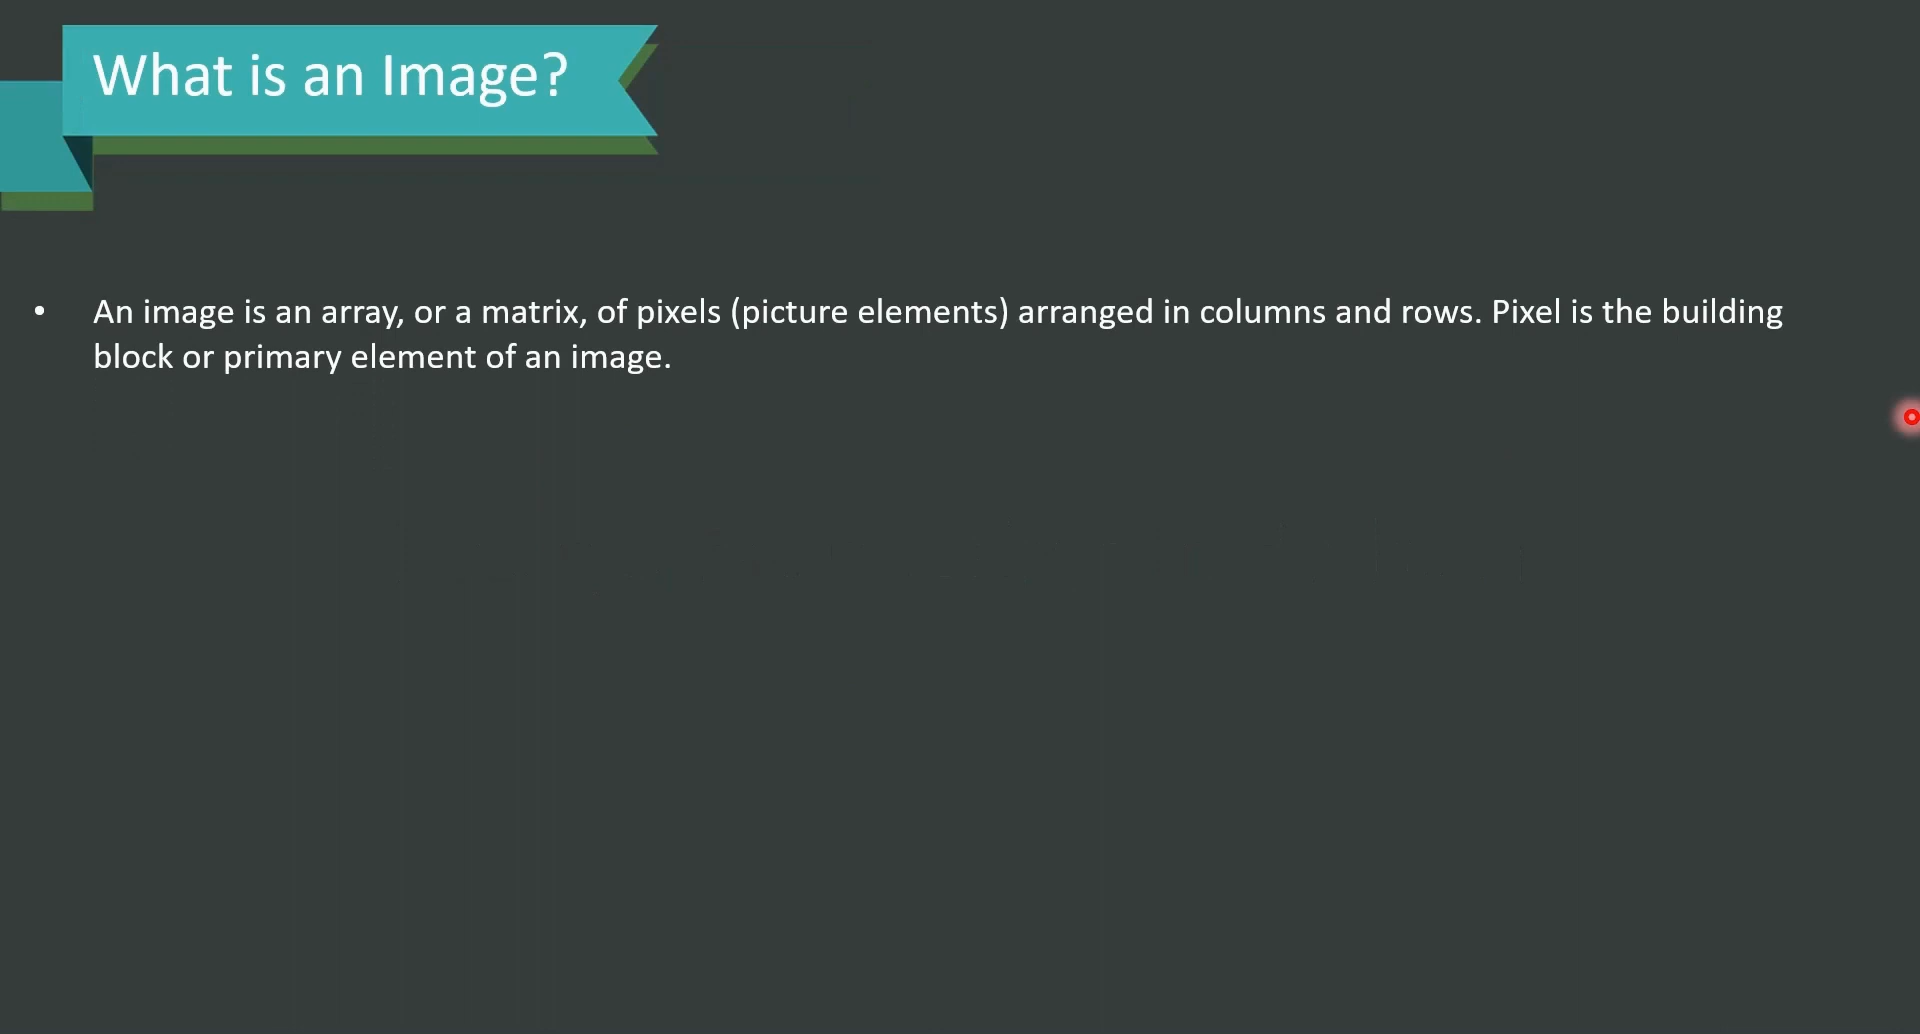 What is an Image?
• An image is an array, or a matrix, of pixels (picture elements) arranged in columns and rows. Pixel is the building
block or primary element of an image.